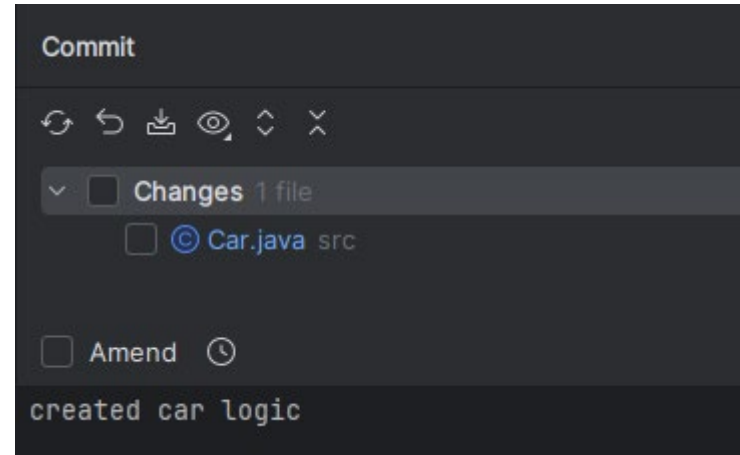 Commit
Changes 1 file
© Car.java src
Amend
created car logic